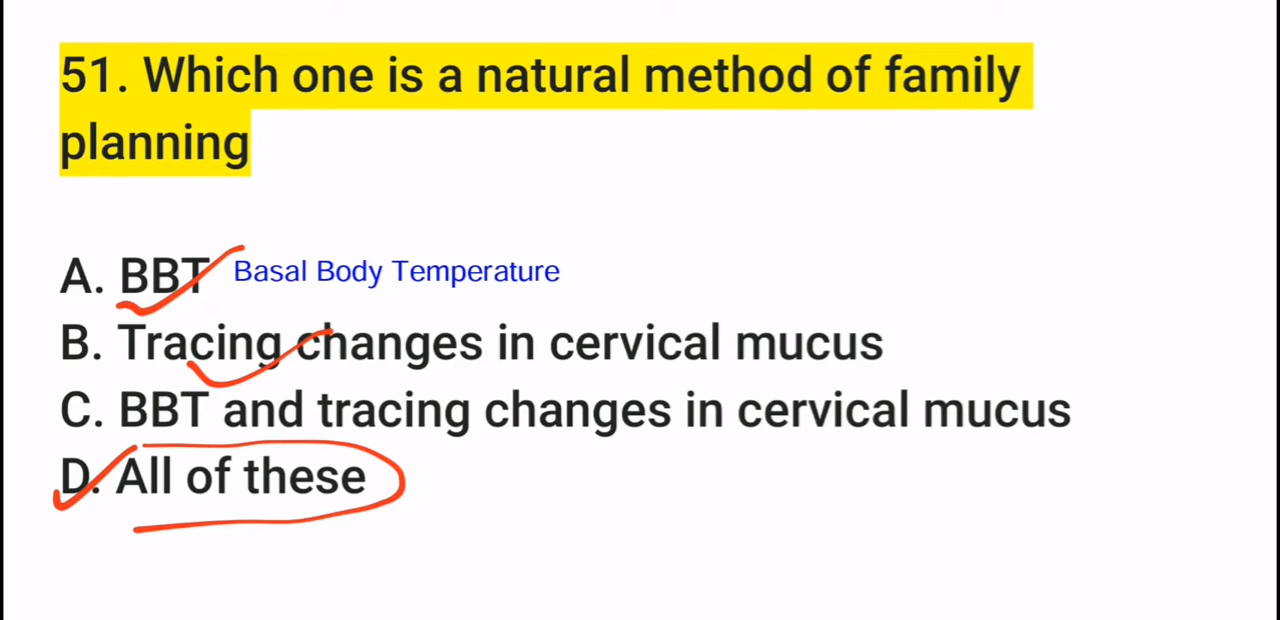 51. Which one is a natural method of family
planning
A. BBT Basal Body Temperature
B. Tracing changes in cervical mucus
C. BBT and tracing changes in cervical mucus
D. All of these